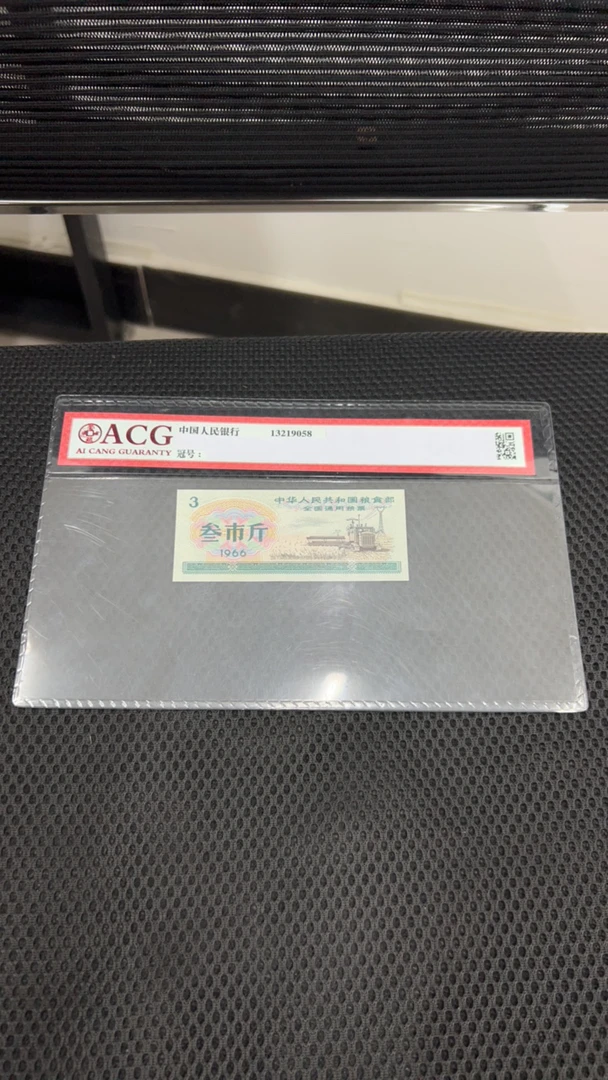 ACG
AI CANG GUARANTY
中国人民银行 13219058
冠号：
3
中华人民共和国粮食部
全国通用粮票
叁市斤
1966